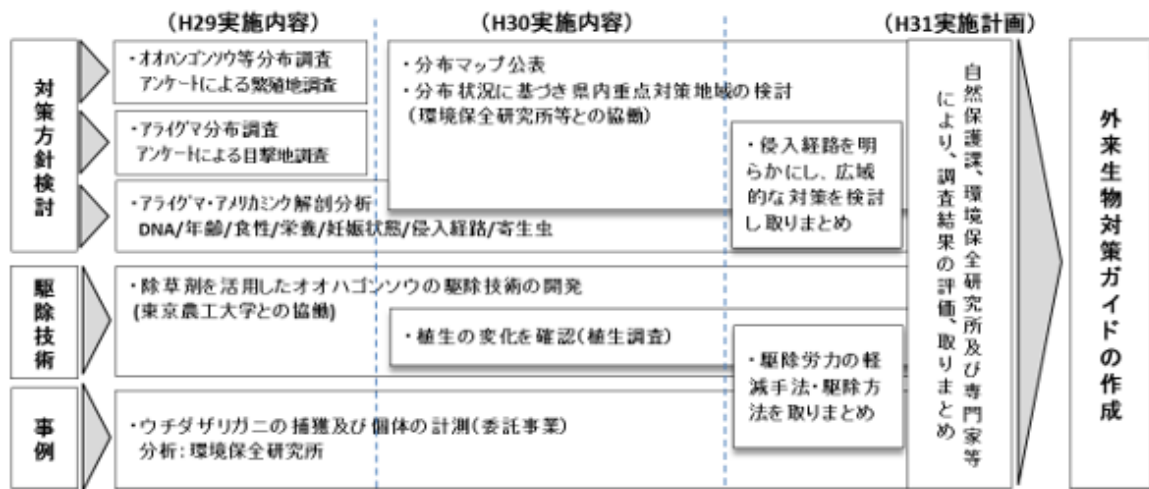 (H29実施内容)
(H30実施内容)
(H31実施計画)
対策方針検討
・オオハンゴンソウ等分布調査
アンケートによる繁殖地調査
・アライグマ分布調査
アンケートによる目撃地調査
・アライグマ・アメリカミンク解剖分析
DNA/年齢/食性/栄養/妊娠状態/侵入経路/寄生虫
・分布マップ公表
・分布状況に基づき県内重点対策地域の検討
(環境保全研究所等との協働)
・侵入経路を明
らかにし、広域
的な対策を検討
し取りまとめ
駆除技術
・除草剤を活用したオオハゴンソウの駆除技術の開発
(東京農工大学との協働)
・植生の変化を確認(植生調査)
・駆除労力の軽
減手法・駆除方
法を取りまとめ
事例
・ウチダザリガニの捕獲及び個体の計測(委託事業)
分析:環境保全研究所
自然保護課、環境保全研究所及び専門家等
により、調査結果の評価、取りまとめ
外来生物対策ガイドの作成